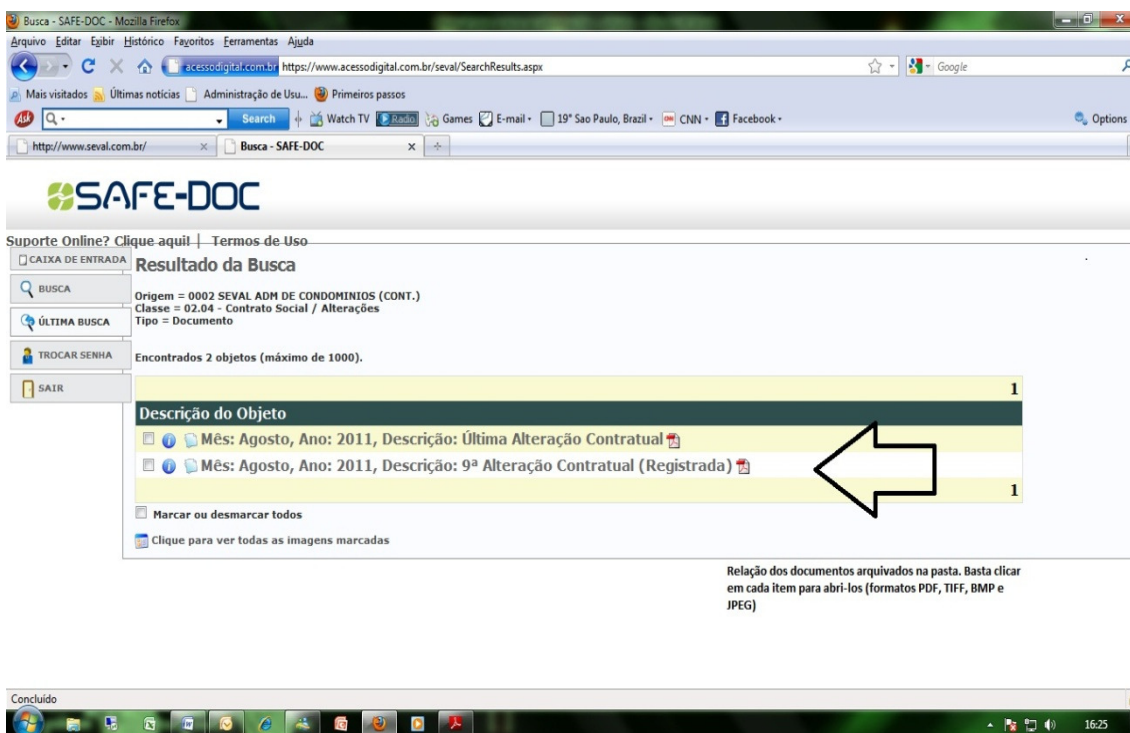 Busca - SAFE-DOC - Mozilla Firefox
Arquivo Editar Exibir Histórico Favoritos Ferramentas Ajuda
acessodigital.com.br https://www.acessodigital.com.br/seval/SearchResults.aspx Google
Mais visitados Últimas notícias Administração de Usu... Primeiros passos
Ask Search Watch TV Radio Games E-mail 19° Sao Paulo, Brazil CNN Facebook Options
http://www.seval.com.br/ Busca - SAFE-DOC
SAFE-DOC
Suporte Online? Clique aqui! | Termos de Uso
CAIXA DE ENTRADA
BUSCA
ÚLTIMA BUSCA
TROCAR SENHA
SAIR
Resultado da Busca
Origem = 0002 SEVAL ADM DE CONDOMINIOS (CONT.)
Classe = 02.04 - Contrato Social / Alterações
Tipo = Documento
Encontrados 2 objetos (máximo de 1000).
1
Descrição do Objeto
Mês: Agosto, Ano: 2011, Descrição: Última Alteração Contratual
Mês: Agosto, Ano: 2011, Descrição: 9ª Alteração Contratual (Registrada)
1
Marcar ou desmarcar todos
Clique para ver todas as imagens marcadas
Relação dos documentos arquivados na pasta. Basta clicar
em cada item para abri-los (formatos PDF, TIFF, BMP e
JPEG)
Concluído
16:25